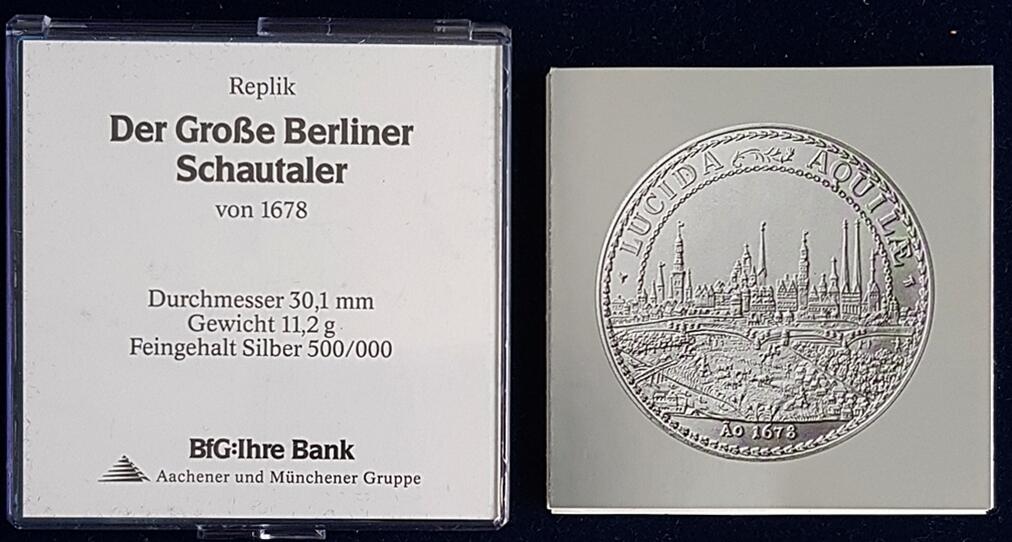 Replik
Der Große Berliner
Schautaler
von 1678
Durchmesser 30,1 mm
Gewicht 11,2 g
Feingehalt Silber 500/000
BfG:Ihre Bank
Aachener und Münchener Gruppe
LUCIDA AQUILÆ
AO 1678